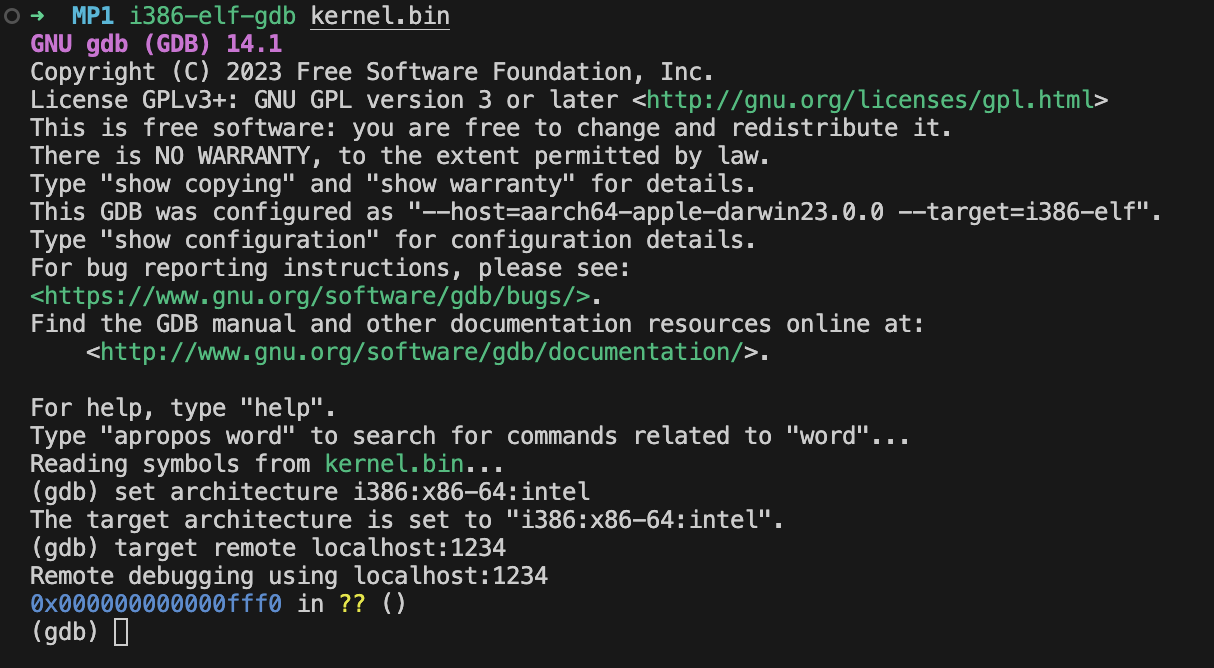 ➜  MP1 i386-elf-gdb kernel.bin
GNU gdb (GDB) 14.1
Copyright (C) 2023 Free Software Foundation, Inc.
License GPLv3+: GNU GPL version 3 or later <http://gnu.org/licenses/gpl.html>
This is free software: you are free to change and redistribute it.
There is NO WARRANTY, to the extent permitted by law.
Type "show copying" and "show warranty" for details.
This GDB was configured as "--host=aarch64-apple-darwin23.0.0 --target=i386-elf".
Type "show configuration" for configuration details.
For bug reporting instructions, please see:
<https://www.gnu.org/software/gdb/bugs/>.
Find the GDB manual and other documentation resources online at:
    <http://www.gnu.org/software/gdb/documentation/>.

For help, type "help".
Type "apropos word" to search for commands related to "word"...
Reading symbols from kernel.bin...
(gdb) set architecture i386:x86-64:intel
The target architecture is set to "i386:x86-64:intel".
(gdb) target remote localhost:1234
Remote debugging using localhost:1234
0x000000000000fff0 in ?? ()
(gdb)